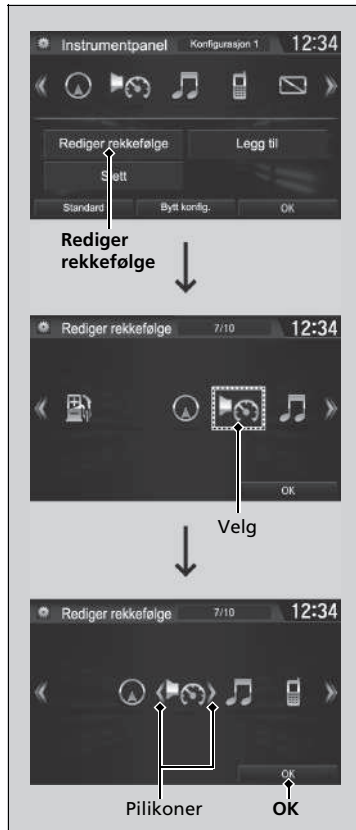 Instrumentpanel Konfigurasjon 1 12:34
Rediger rekkefølge Legg til
Slett
Standard Bytt konfig. OK
Rediger
rekkefølge
Rediger rekkefølge 7/10 12:34
OK
Velg
Rediger rekkefølge 7/10 12:34
OK
Pilikoner OK